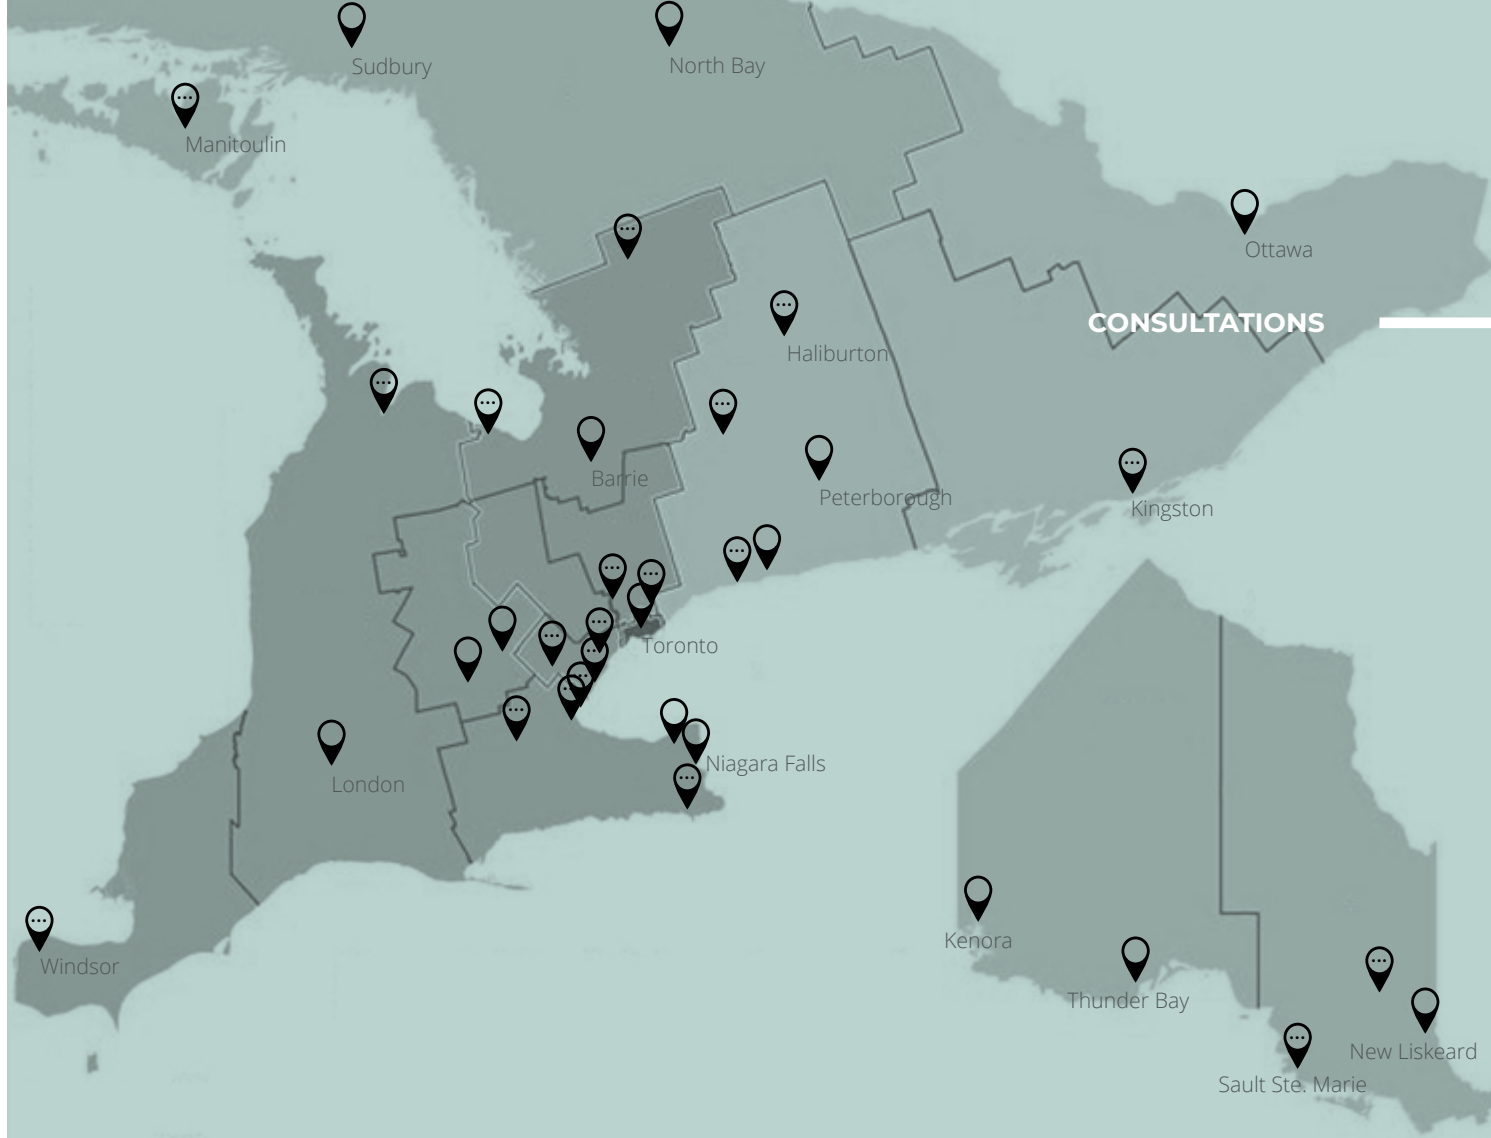 Sudbury
North Bay
Manitoulin
Ottawa
CONSULTATIONS
Haliburton
Barrie
Peterborough
Kingston
Toronto
Niagara Falls
London
Kenora
Windsor
Thunder Bay
New Liskeard
Sault Ste. Marie